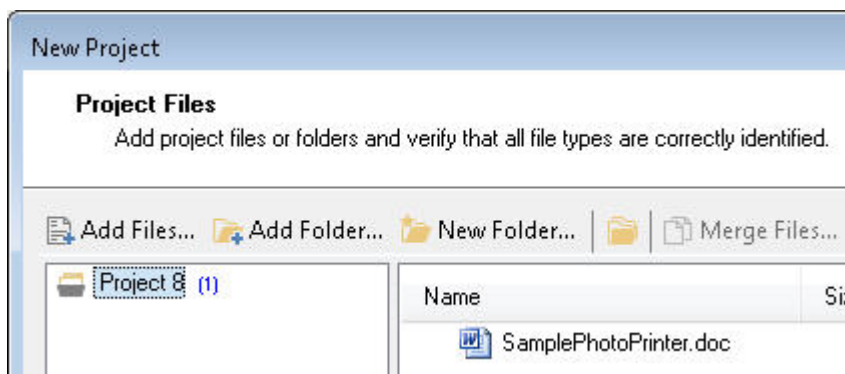 New Project
Project Files
Add project files or folders and verify that all file types are correctly identified.
Add Files... Add Folder... New Folder... Merge Files...
Project 8 (1)
Name
SamplePhotoPrinter.doc